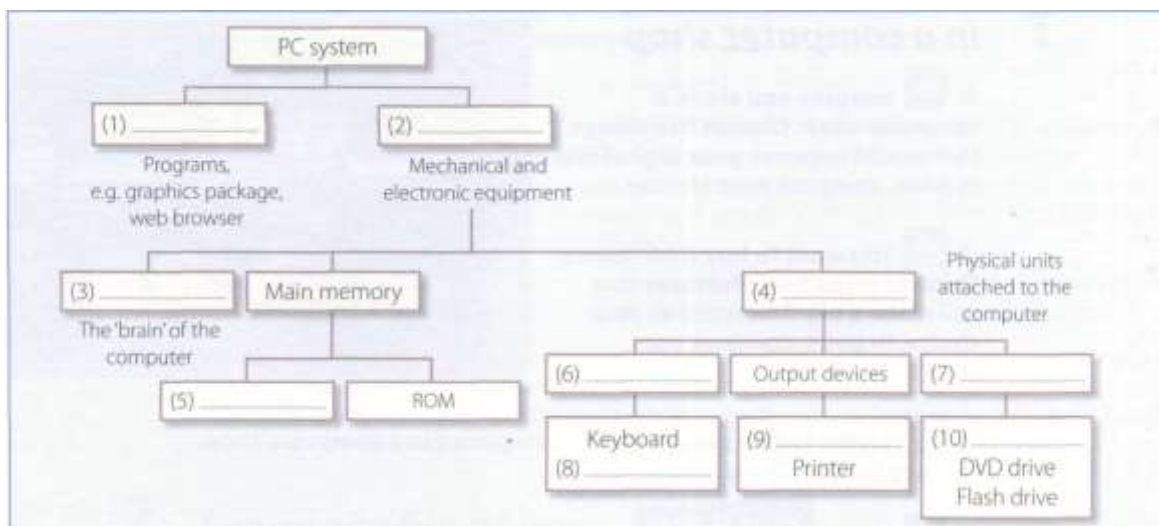 PC system
(1) ____________
(2) ____________
Programs,
e.g. graphics package,
web browser
Mechanical and
electronic equipment
(3) ____________
Main memory
(4) ____________
Physical units
attached to the
computer
The 'brain' of the
computer
(5) ____________
ROM
(6) ____________
Output devices
(7) ____________
Keyboard
(8) ____________
(9) ____________
Printer
(10) ____________
DVD drive
Flash drive